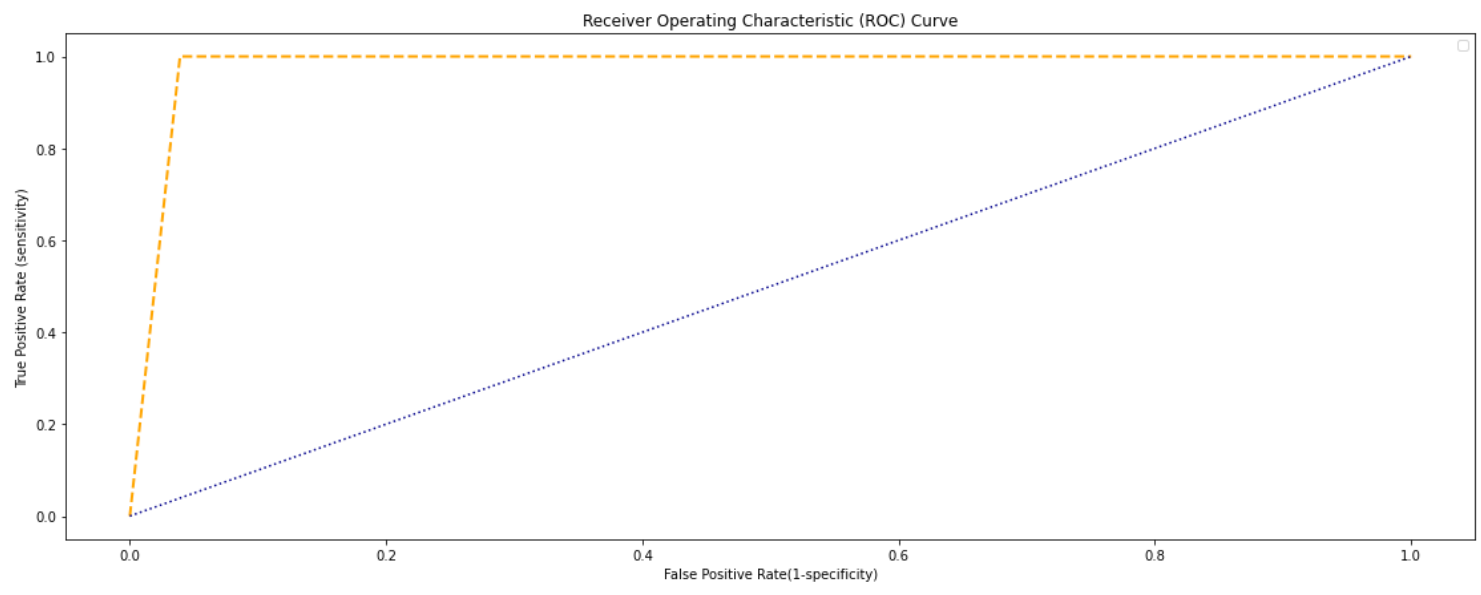 Receiver Operating Characteristic (ROC) Curve
1.0
0.8
0.6
0.4
0.2
0.0
True Positive Rate (sensitivity)
0.0 0.2 0.4 0.6 0.8 1.0
False Positive Rate(1-specificity)